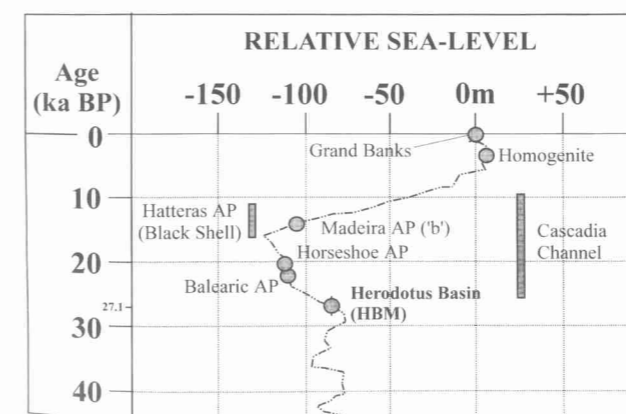 RELATIVE SEA-LEVEL
Age
(ka BP)
-150 -100 -50 0m +50
0
Grand Banks
Homogenite
10
Hatteras AP
(Black Shell)
Madeira AP ('b')
Cascadia
Channel
Horseshoe AP
20
Balearic AP
Herodotus Basin
(HBM)
27.1
30
40